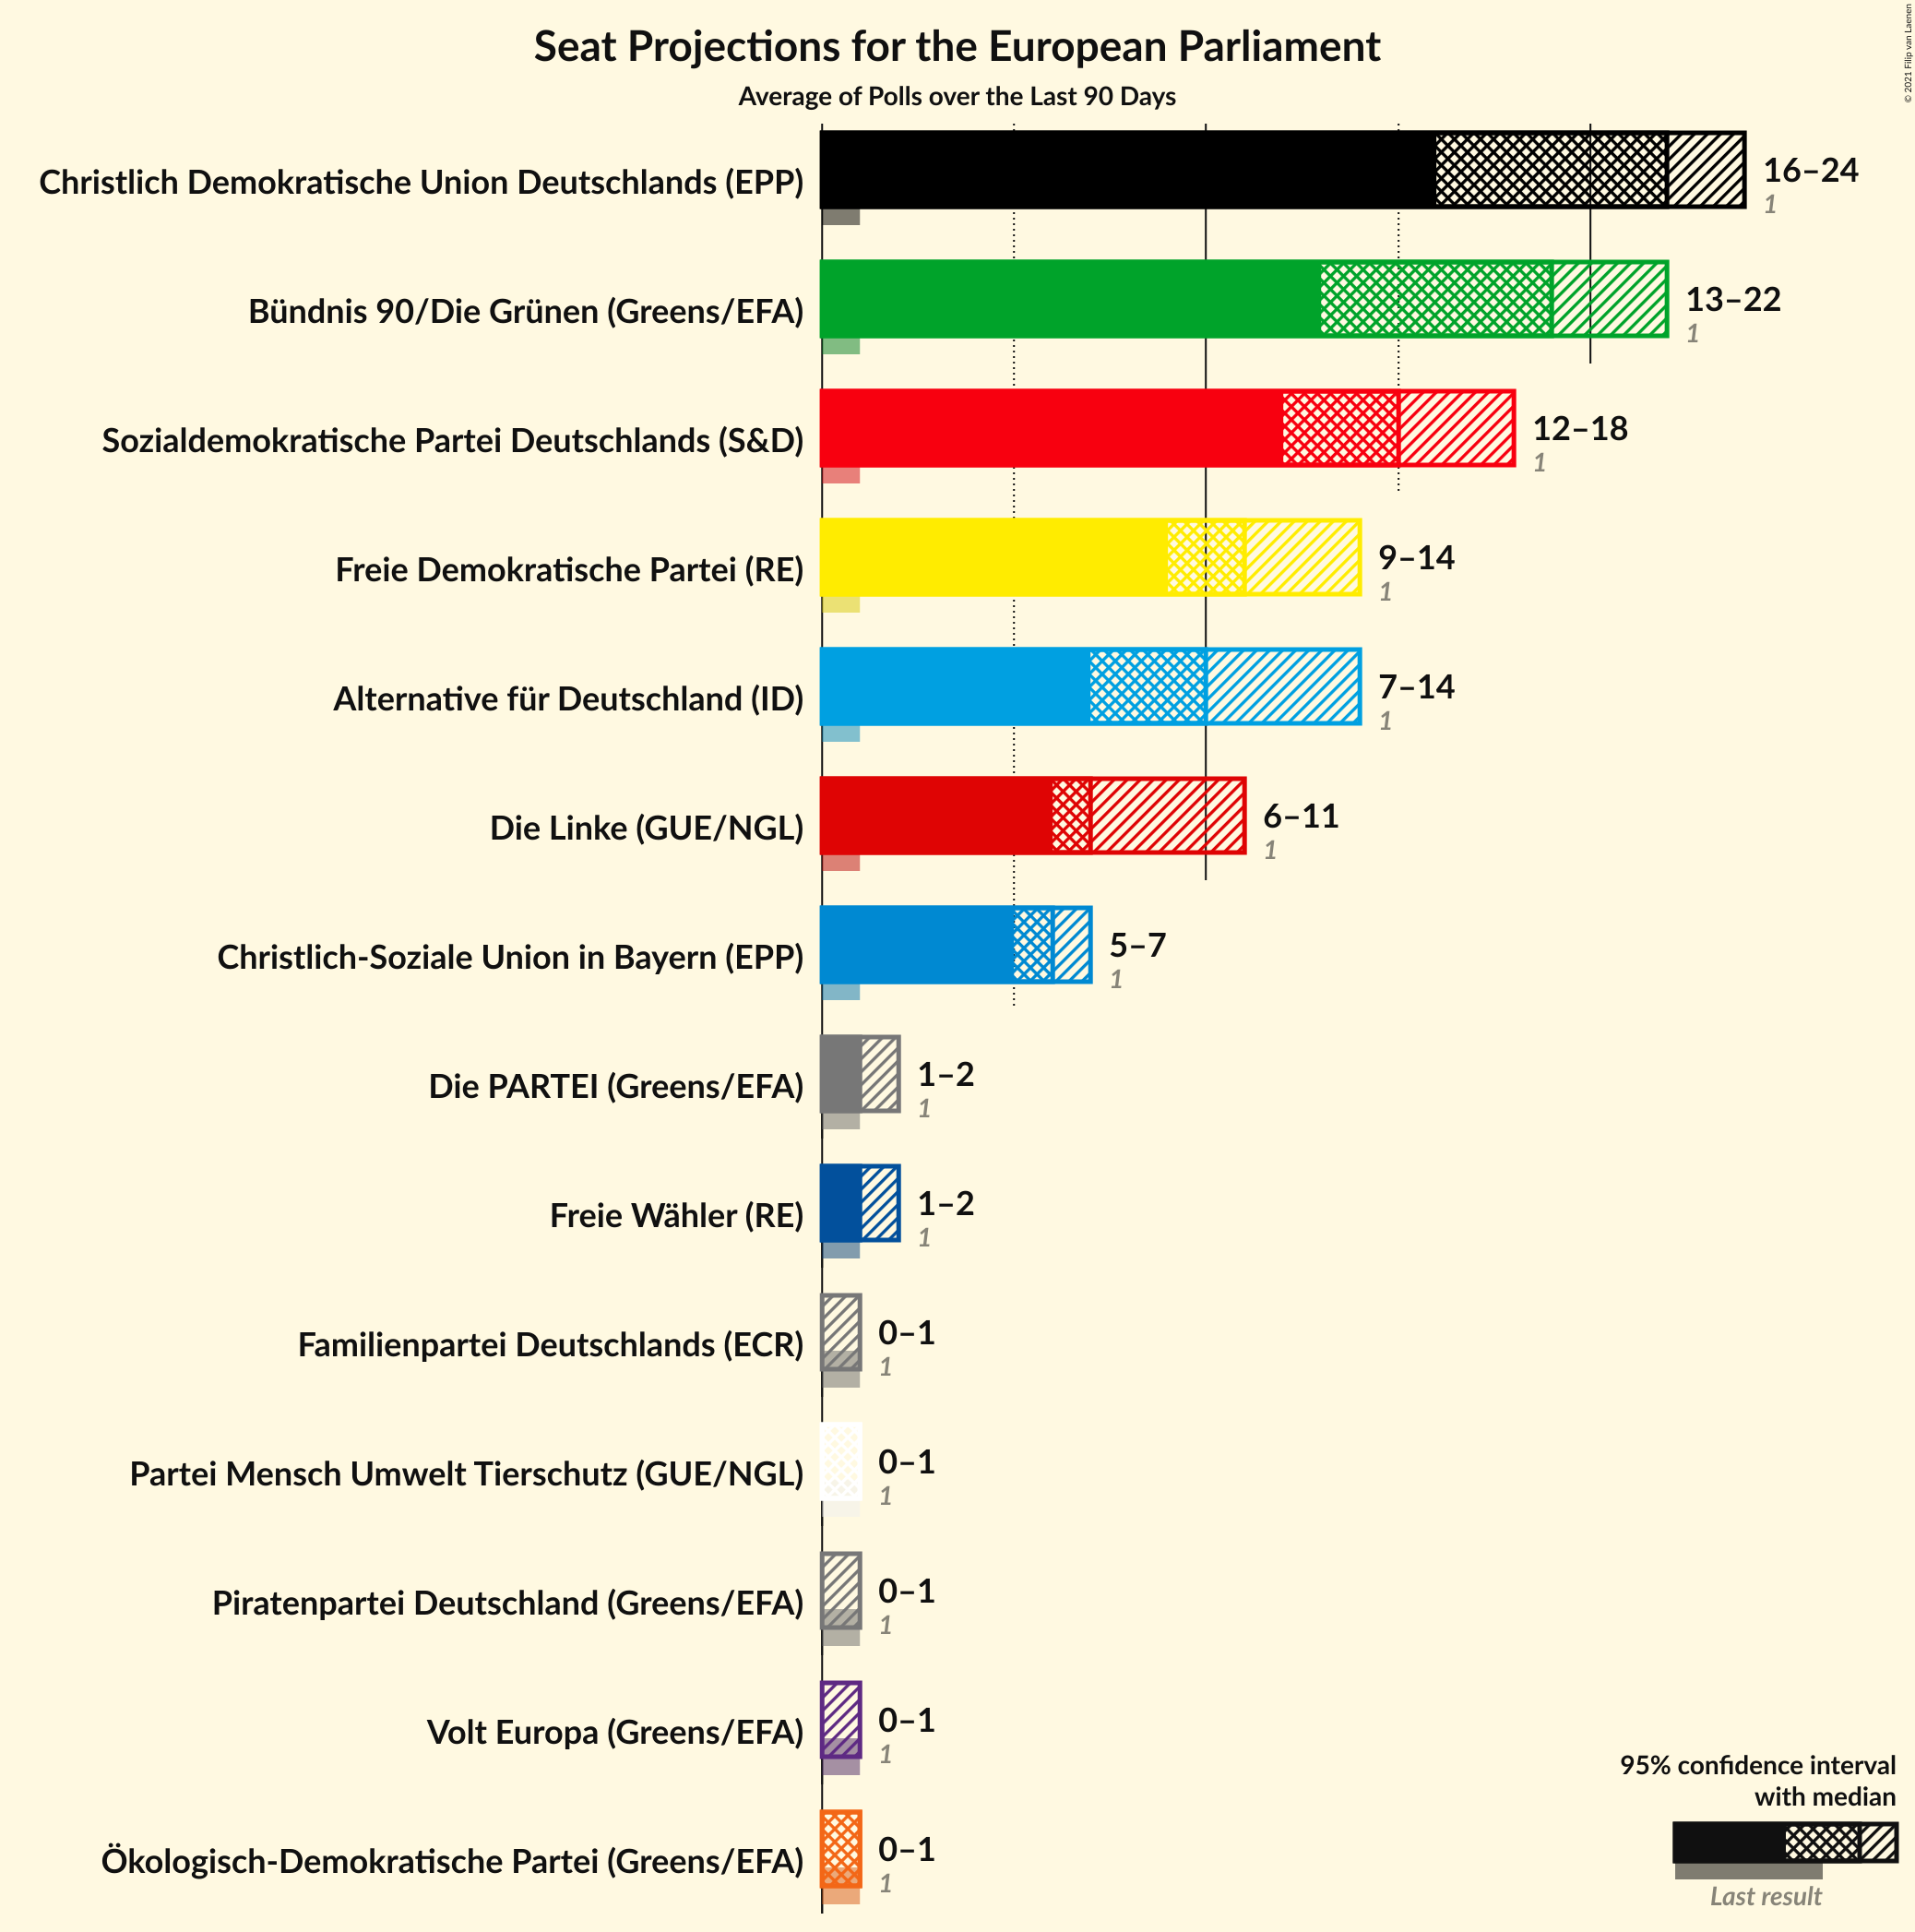 Seat Projections for the European Parliament
Average of Polls over the Last 90 Days
© 2021 Filip van Laenen
Christlich Demokratische Union Deutschlands (EPP)
16–24
1
Bündnis 90/Die Grünen (Greens/EFA)
13–22
1
Sozialdemokratische Partei Deutschlands (S&D)
12–18
1
Freie Demokratische Partei (RE)
9–14
1
Alternative für Deutschland (ID)
7–14
1
Die Linke (GUE/NGL)
6–11
1
Christlich-Soziale Union in Bayern (EPP)
5–7
1
Die PARTEI (Greens/EFA)
1–2
1
Freie Wähler (RE)
1–2
1
Familienpartei Deutschlands (ECR)
0–1
1
Partei Mensch Umwelt Tierschutz (GUE/NGL)
0–1
1
Piratenpartei Deutschland (Greens/EFA)
0–1
1
Volt Europa (Greens/EFA)
0–1
1
Ökologisch-Demokratische Partei (Greens/EFA)
0–1
1
95% confidence interval
with median
Last result